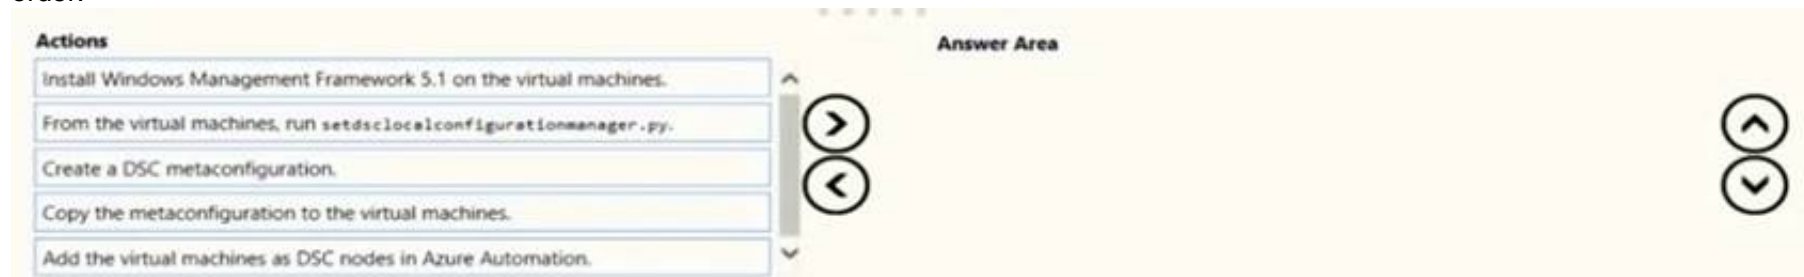 Actions
Answer Area
Install Windows Management Framework 5.1 on the virtual machines.
From the virtual machines, run setdsclocalconfigurationmanager.py.
Create a DSC metaconfiguration.
Copy the metaconfiguration to the virtual machines.
Add the virtual machines as DSC nodes in Azure Automation.